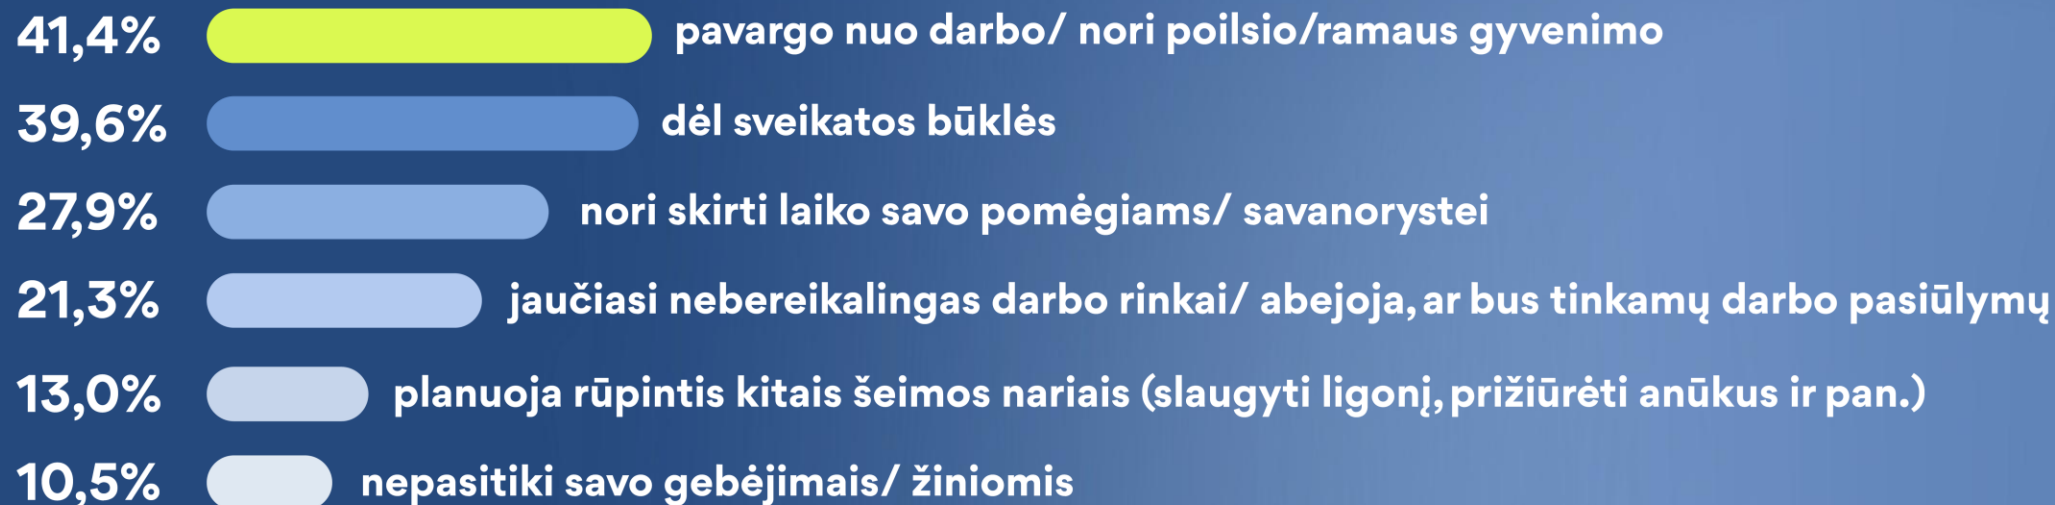 41,4% pavargo nuo darbo/ nori poilsio/ramaus gyvenimo
39,6% dėl sveikatos būklės
27,9% nori skirti laiko savo pomėgiams/ savanorystei
21,3% jaučiasi nebereikalingas darbo rinkai/ abejoja, ar bus tinkamų darbo pasiūlymų
13,0% planuoja rūpintis kitais šeimos nariais (slaugyti ligonį, prižiūrėti anūkus ir pan.)
10,5% nepasitiki savo gebėjimais/ žiniomis